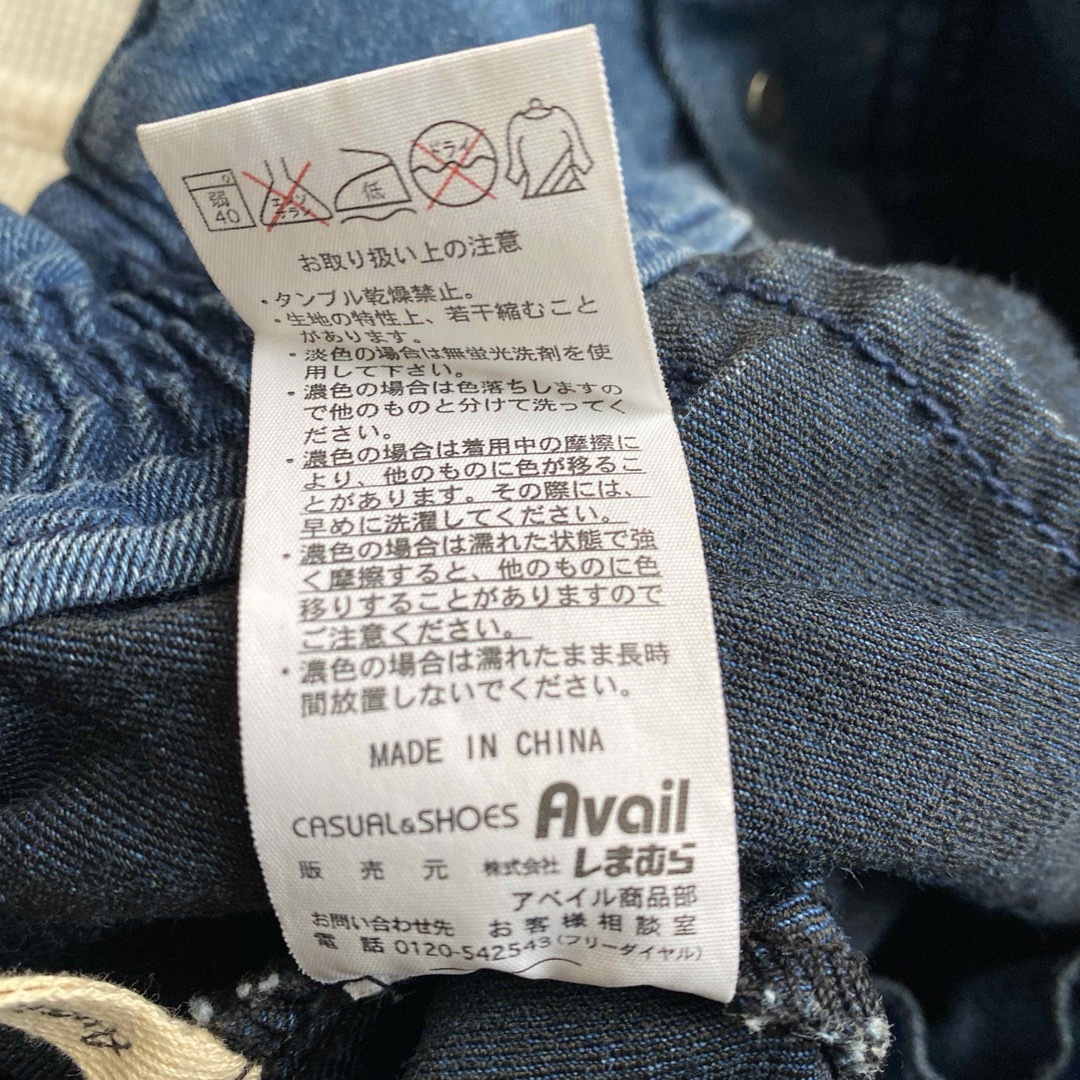 弱
40
エンソ
サラシ
低
ドライ
お取り扱い上の注意
・タンブル乾燥禁止。
・生地の特性上、若干縮むこと
があります。
・淡色の場合は無蛍光洗剤を使
用して下さい。
・濃色の場合は色落ちしますの
で他のものと分けて洗ってく
ださい。
・濃色の場合は着用中の摩擦に
より、他のものに色が移るこ
とがあります。その際には、
早めに洗濯してください。
・濃色の場合は濡れた状態で強
く摩擦すると、他のものに色
移りすることがありますので
ご注意ください。
・濃色の場合は濡れたまま長時
間放置しないでください。
MADE IN CHINA
CASUAL&SHOES Avail
販売元 株式会社しまむら
アベイル商品部
お問い合わせ先 お客様相談室
電話 0120-542543(フリーダイヤル)